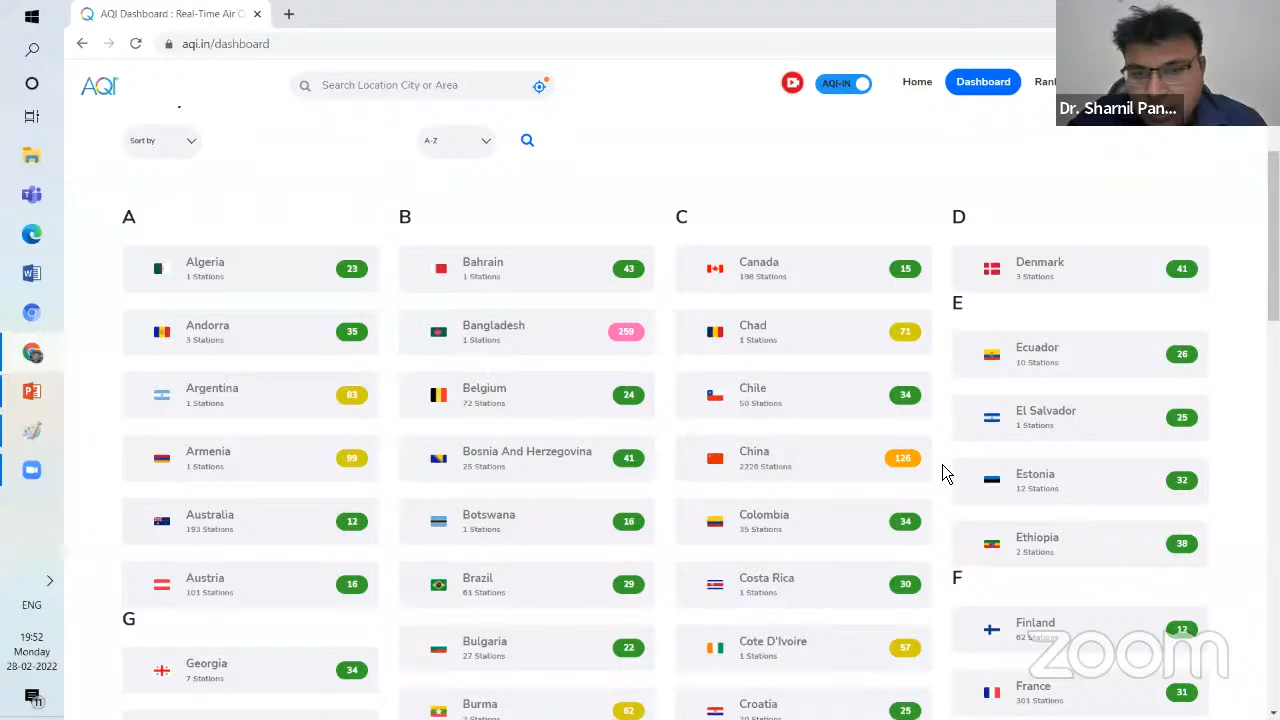 AQI Dashboard : Real-Time Air C
aqi.in/dashboard
AQI
Search Location City or Area
AQI-IN
Home
Dashboard
Ran
Dr. Sharnil Pan...
Sort by
A-Z
A
Algeria
1 Stations
23
Andorra
3 Stations
35
Argentina
1 Stations
83
Armenia
1 Stations
99
Australia
193 Stations
12
Austria
101 Stations
16
G
Georgia
7 Stations
34
B
Bahrain
1 Stations
43
Bangladesh
1 Stations
259
Belgium
72 Stations
24
Bosnia And Herzegovina
25 Stations
41
Botswana
1 Stations
16
Brazil
61 Stations
29
Bulgaria
27 Stations
22
Burma
62
C
Canada
198 Stations
15
Chad
1 Stations
71
Chile
50 Stations
34
China
2226 Stations
126
Colombia
35 Stations
34
Costa Rica
1 Stations
30
Cote D'Ivoire
1 Stations
57
Croatia
25
D
Denmark
3 Stations
41
E
Ecuador
10 Stations
26
El Salvador
1 Stations
25
Estonia
12 Stations
32
Ethiopia
2 Stations
38
F
Finland
62 Stations
12
France
301 Stations
31
zoom
ENG
19:52
Monday
28-02-2022
11